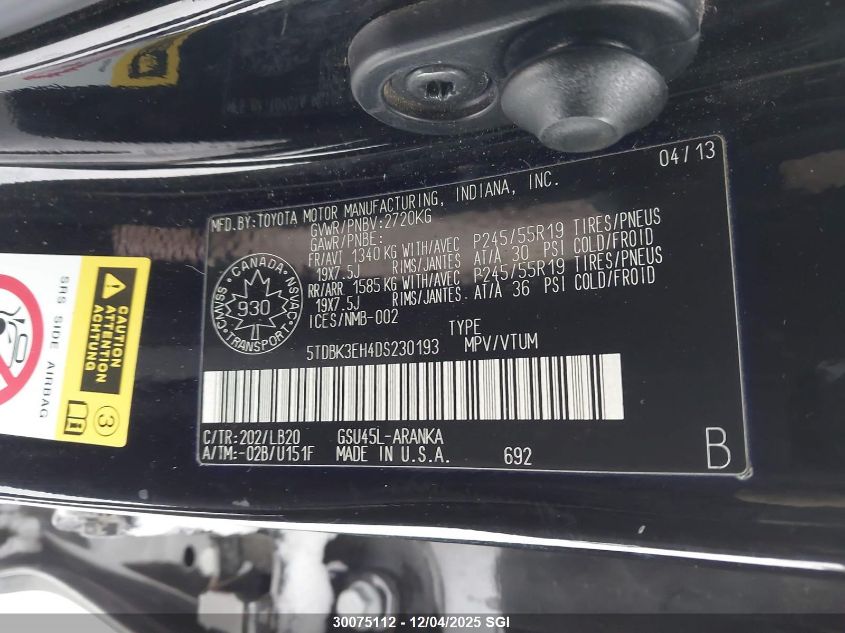 04/13
MFD.BY:TOYOTA MOTOR MANUFACTURING, INDIANA, INC.
GVWR/PNBV:2720KG
GAWR/PNBE:
FR/AVT 1340 KG WITH/AVEC P245/55R19 TIRES/PNEUS
19X7.5J RIMS/JANTES AT/A 30 PSI COLD/FROID
RR/ARR 1585 KG WITH/AVEC P245/55R19 TIRES/PNEUS
19X7.5J RIMS/JANTES. AT/A 36 PSI COLD/FROID
ICES/NMB-002
CANADA
CMVSS NSVAC
930
TRANSPORT
TYPE
5TDBK3EH4DS230193 MPV/VTUM
C/TR:202/LB20 GSU45L-ARANKA
A/TM:-02B/U151F MADE IN U.S.A. 692
B
CAUTION
ATTENTION
ACHTUNG
SRS SIDE AIRBAG
3
30075112 - 12/04/2025 SGI